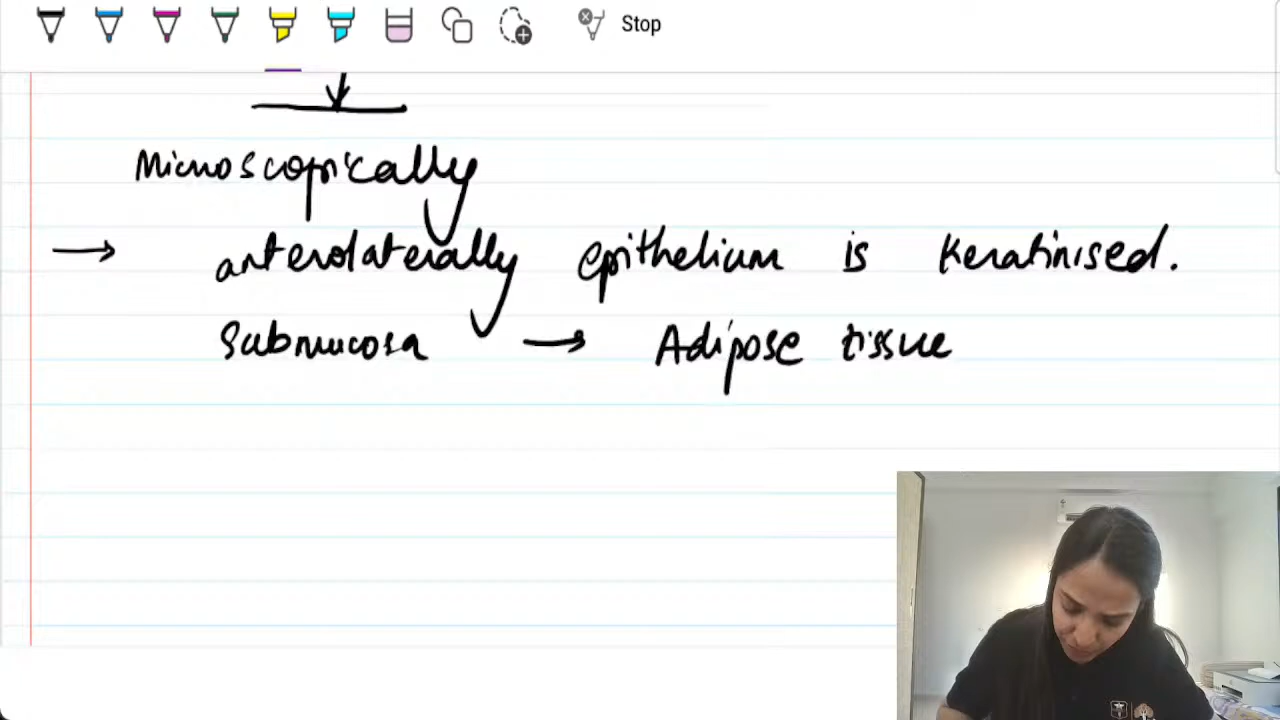 Stop
Microscopically
→ anterolaterally epithelium is keratinised.
Submucosa → Adipose tissue